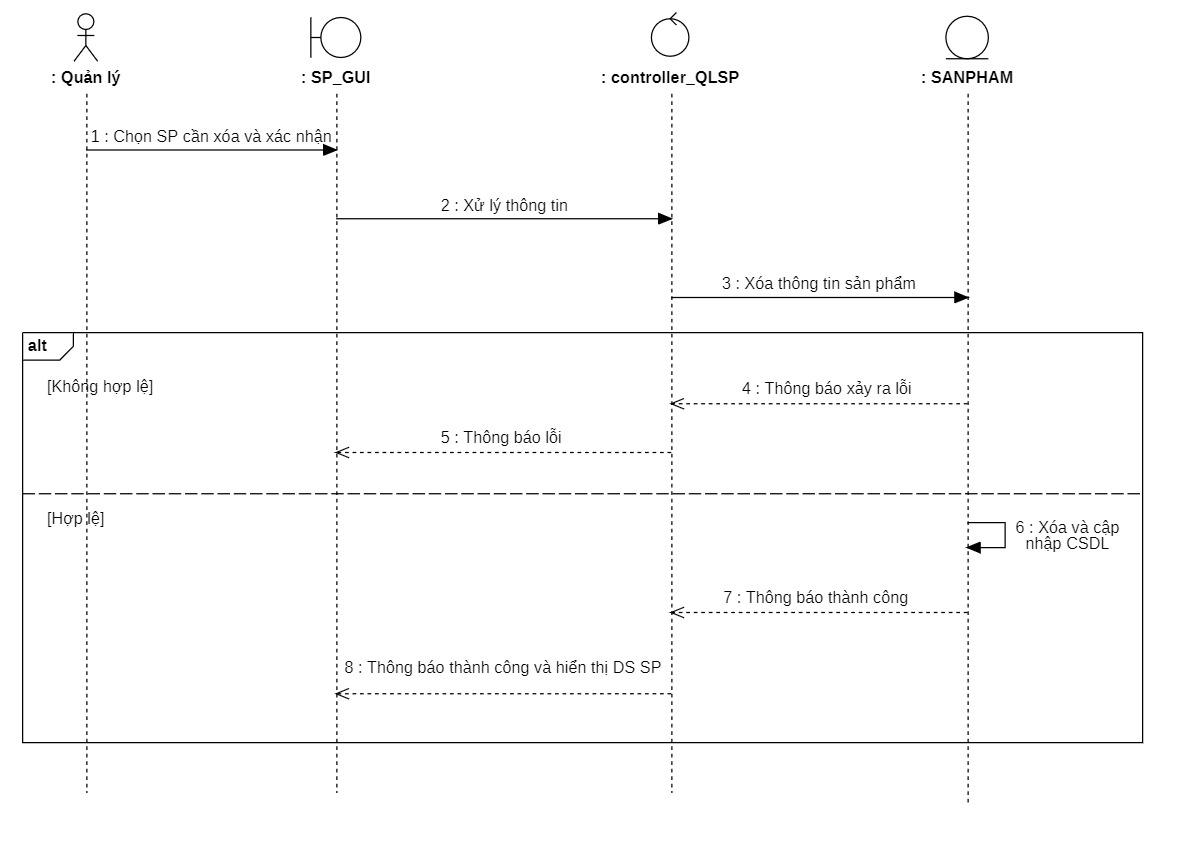 : Quản lý
: SP_GUI
: controller_QLSP
: SANPHAM
1 : Chọn SP cần xóa và xác nhận
2 : Xử lý thông tin
3 : Xóa thông tin sản phẩm
alt
[Không hợp lệ]
4 : Thông báo xảy ra lỗi
5 : Thông báo lỗi
[Hợp lệ]
6 : Xóa và cập
nhập CSDL
7 : Thông báo thành công
8 : Thông báo thành công và hiển thị DS SP